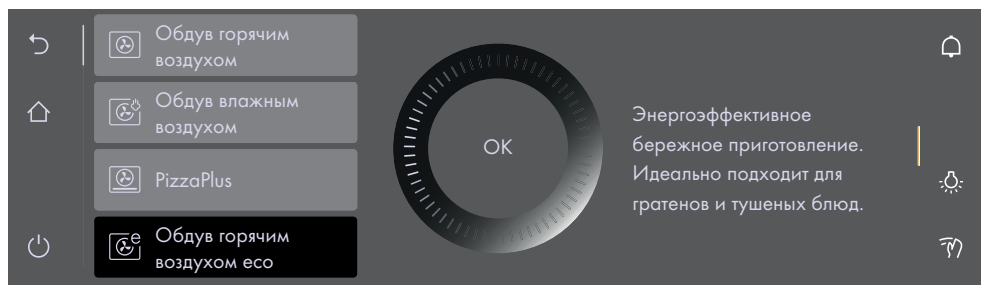 Обдув горячим
воздухом
Обдув влажным
воздухом
PizzaPlus
Обдув горячим
воздухом eco
OK
Энергоэффективное
бережное приготовление.
Идеально подходит для
гратенов и тушеных блюд.